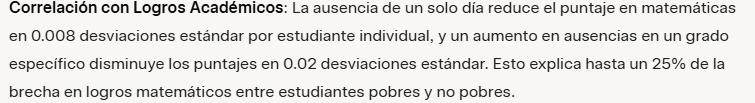 Correlación con Logros Académicos: La ausencia de un solo día reduce el puntaje en matemáticas
en 0.008 desviaciones estándar por estudiante individual, y un aumento en ausencias en un grado
específico disminuye los puntajes en 0.02 desviaciones estándar. Esto explica hasta un 25% de la
brecha en logros matemáticos entre estudiantes pobres y no pobres.